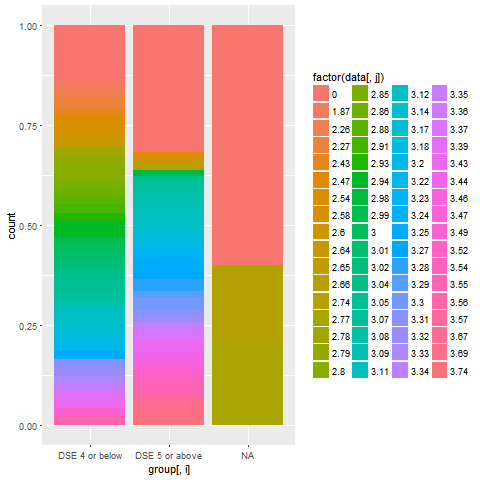 1.00
0.75
0.50
0.25
0.00
count
DSE 4 or below DSE 5 or above NA
group[, i]
factor(data[, j])
0 2.85 3.12 3.35
1.87 2.86 3.14 3.36
2.26 2.88 3.17 3.37
2.27 2.91 3.18 3.39
2.43 2.93 3.2 3.43
2.47 2.94 3.22 3.44
2.54 2.98 3.23 3.46
2.58 2.99 3.24 3.47
2.6 3 3.25 3.49
2.64 3.01 3.27 3.52
2.65 3.02 3.28 3.54
2.66 3.04 3.29 3.55
2.74 3.05 3.3 3.56
2.77 3.07 3.31 3.57
2.78 3.08 3.32 3.67
2.79 3.09 3.33 3.69
2.8 3.11 3.34 3.74